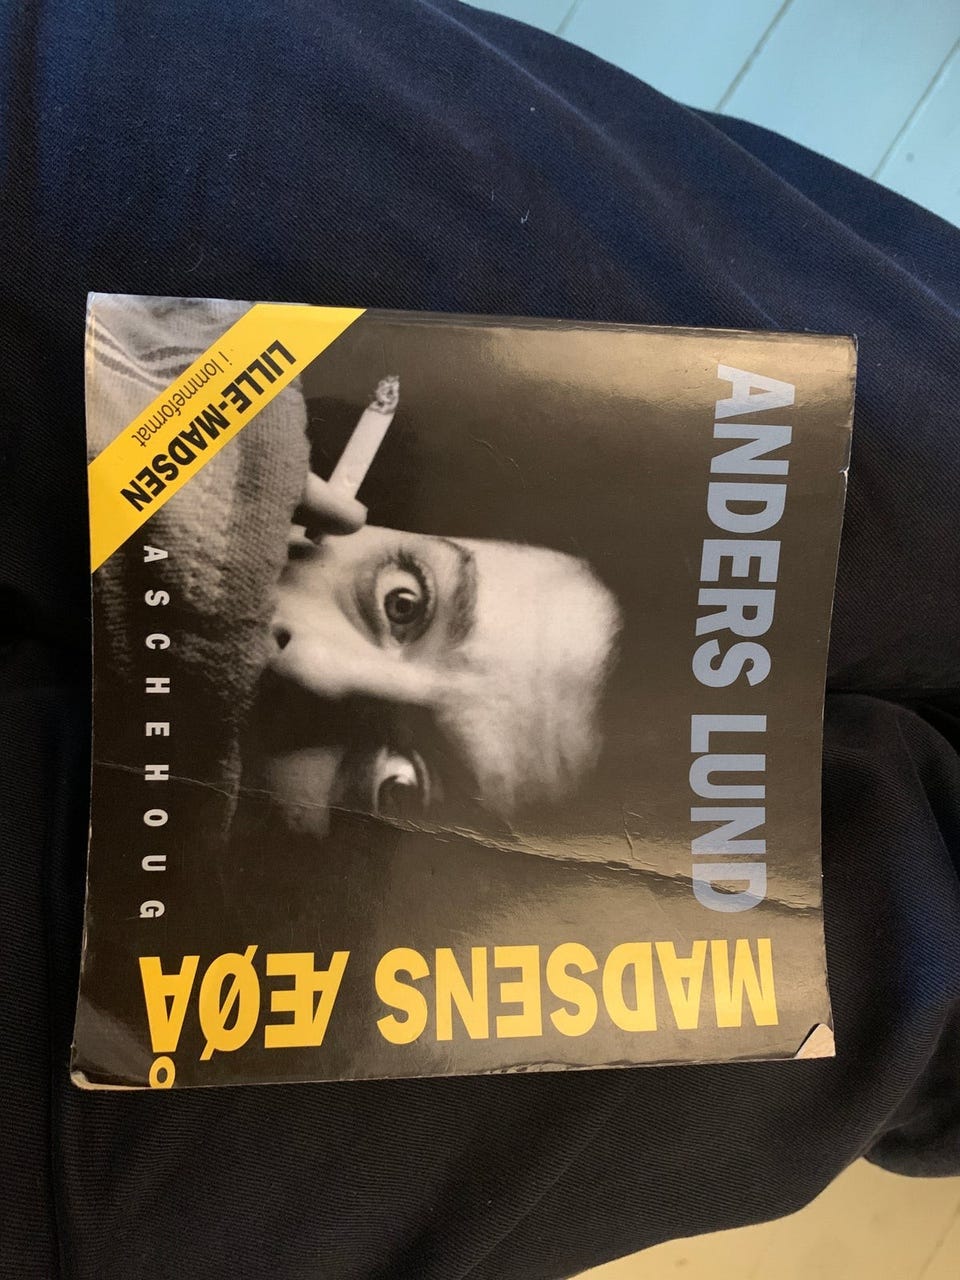 ANDERS LUND
MADSENS ÆØÅ
LILLE-MADSEN
i lommeformat
ASCHEHOUG